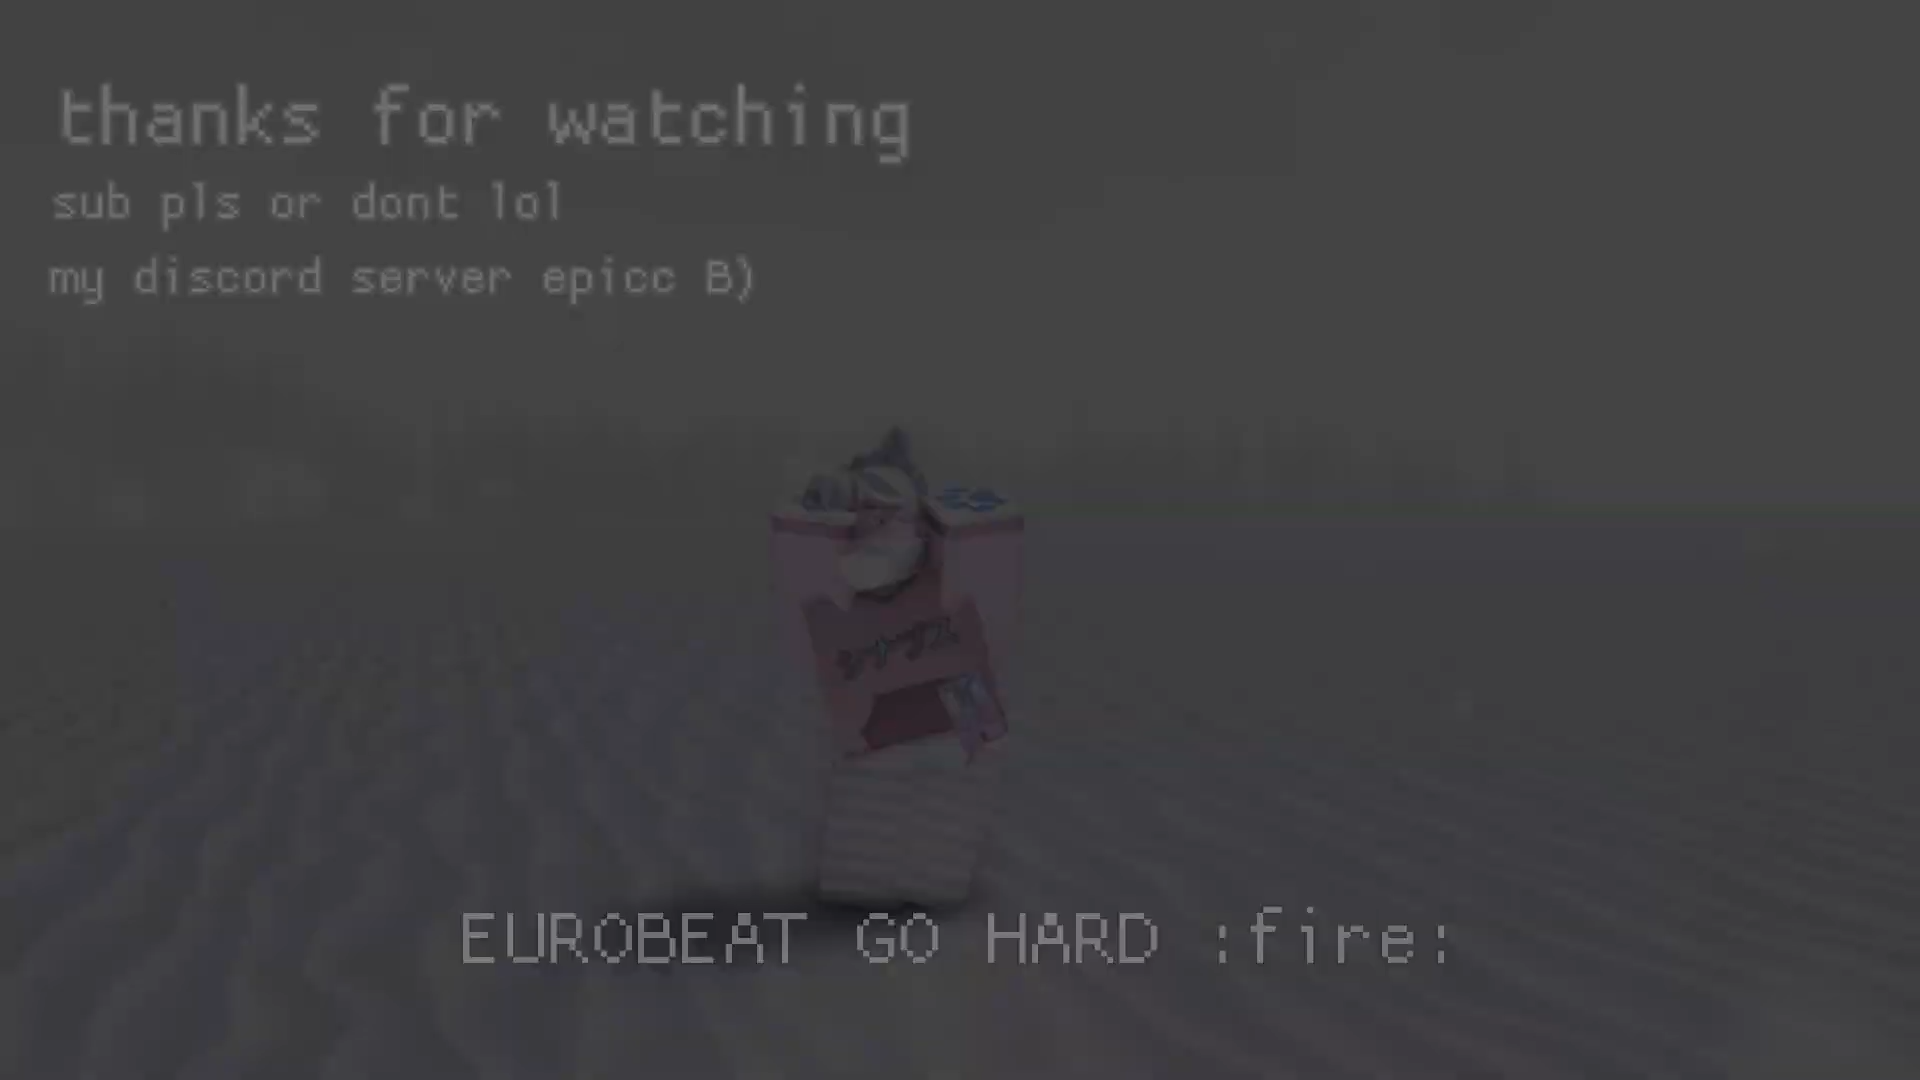 thanks for watching
sub pls or dont lol
my discord server epicc B)
EUROBEAT GO HARD :fire: